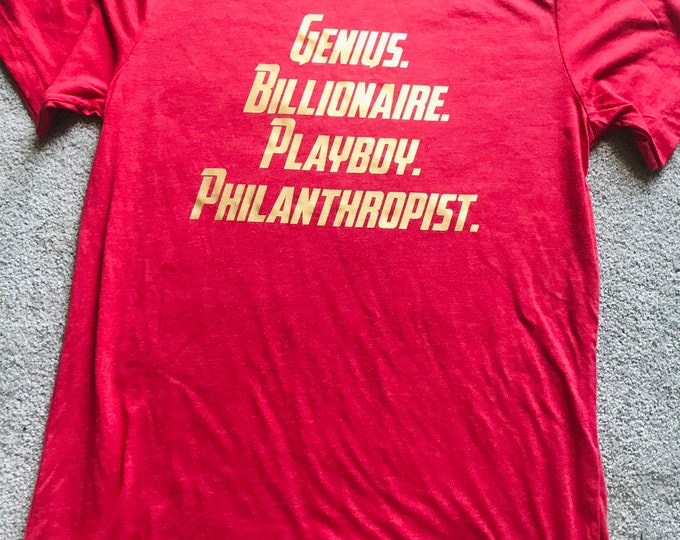 Genius.
Billionaire.
Playboy.
Philanthropist.